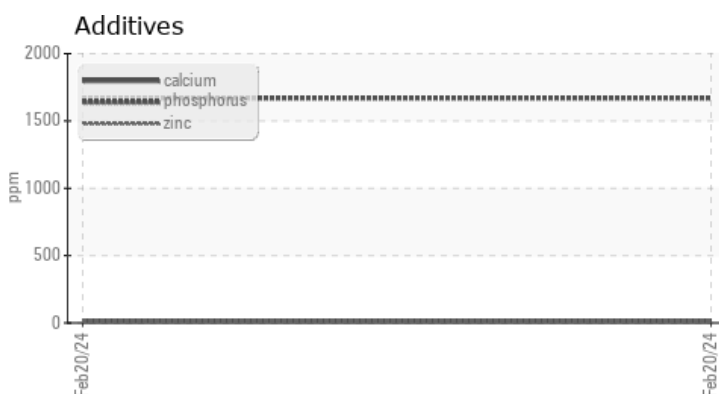 Additives
2000
1500
1000
500
0
ppm
calcium
phosphorus
zinc
Feb20/24
Feb20/24